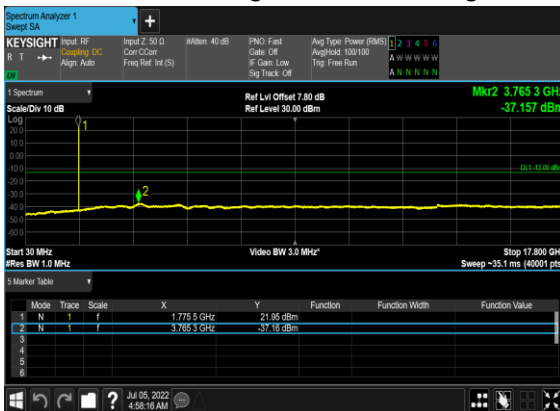 Spectrum Analyzer 1
Swept SA
KEYSIGHT Input: RF Input Z: 50 Ω #Atten: 40 dB PNO: Fast Avg Type: Power (RMS) 1 2 3 4 5 6
R T Coupling: DC Corr CCorr Gate: Off Avg|Hold: 100/100 A W W W W W
Align: Auto Freq Ref: Int (S) IF Gain: Low Trig: Free Run
LV Sig Track: Off A N N N N N
1 Spectrum Ref Lvl Offset 7.80 dB Mkr2 3.765 3 GHz
Scale/Div 10 dB Ref Level 30.00 dBm -37.157 dBm
Log
20.0
10.0
0.00
-10.0
DL1 -13.00 dBm
-20.0
-30.0
-40.0
-50.0
-60.0
1
2
Start 30 MHz Video BW 3.0 MHz* Stop 17.800 GHz
#Res BW 1.0 MHz Sweep ~35.1 ms (40001 pts)
5 Marker Table
Mode Trace Scale X Y Function Function Width Function Value
1 N 1 f 1.775 5 GHz 21.95 dBm
2 N 1 f 3.765 3 GHz -37.16 dBm
3
4
5
6
Jul 05, 2022
4:58:16 AM